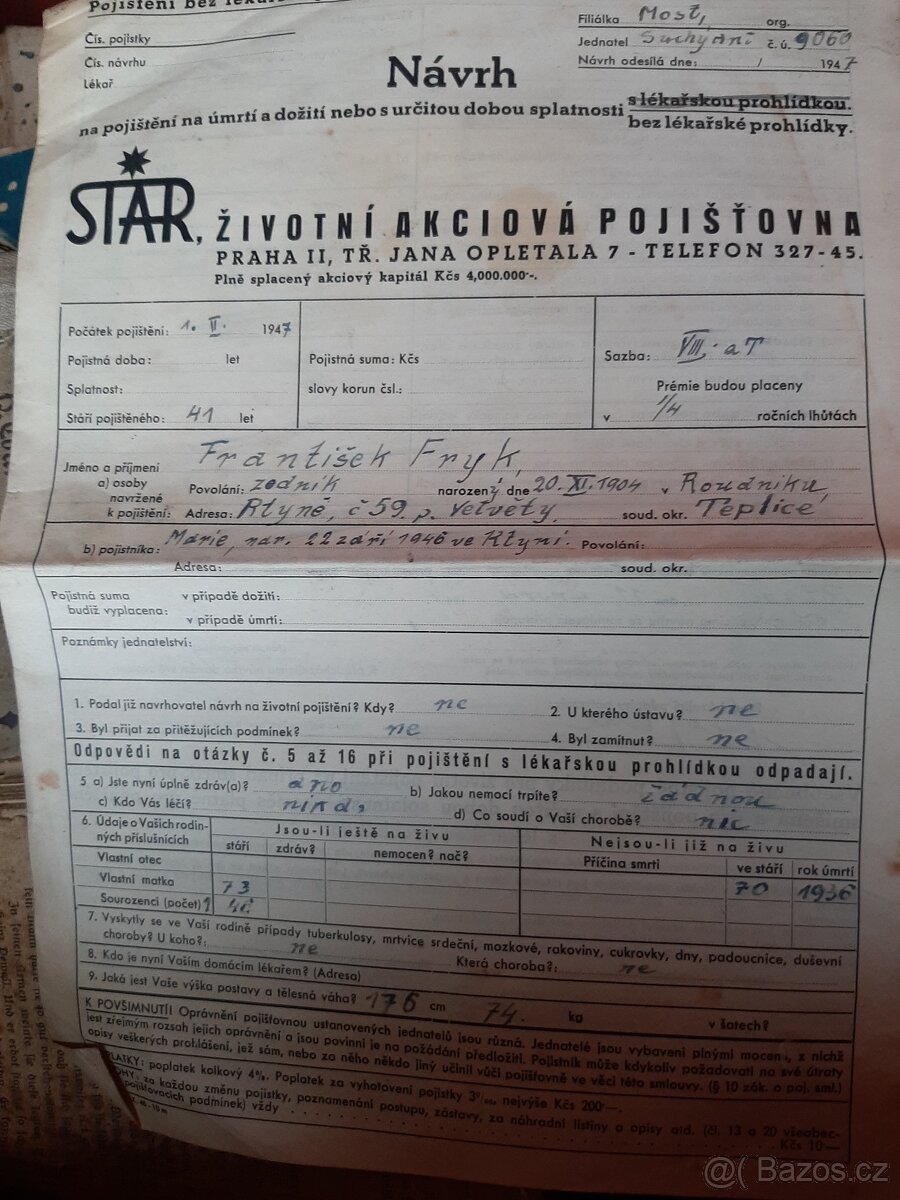 Pojištění bez
Čís. pojistky
Čís. návrhu
Lékař
Filiálka Most, org.
Jednatel Suchý č. ú. 9060
Návrh odesílá dne: / 1947
Návrh
na pojištění na úmrtí a dožití nebo s určitou dobou splatnosti s lékařskou prohlídkou.
bez lékařské prohlídky.
STAR, ŽIVOTNÍ AKCIOVÁ POJIŠŤOVNA
PRAHA II, TŘ. JANA OPLETALA 7 - TELEFON 327-45.
Plně splacený akciový kapitál Kčs 4,000.000·-.
Počátek pojištění: 1. II. 1947
Pojistná doba: let
Splatnost:
Stáří pojištěného: 41 let
Pojistná suma: Kčs
slovy korun čsl.:
Sazba: VIII. aT
Prémie budou placeny
v 1/4 ročních lhůtách
Jméno a příjmení František Fryk,
a) osoby Povolání: zedník narozený dne 20. XI. 1904 v Roudníku,
navržené
k pojištění: Adresa: Rtyně, č 59. p. Velvěty soud. okr. Teplice
b) pojistníka: Marie, nar. 22 září 1946 ve Rtyni. Povolání:
Adresa: soud. okr.
Pojistná suma v případě dožití:
budiž vyplacena: v případě úmrtí:
Poznámky jednatelství:
1. Podal již navrhovatel návrh na životní pojištění? Kdy? ne 2. U kterého ústavu? ne
3. Byl přijat za přitěžujících podmínek? ne 4. Byl zamítnut? ne
Odpovědi na otázky č. 5 až 16 při pojištění s lékařskou prohlídkou odpadají.
5 a) Jste nyní úplně zdráv(a)? ano b) Jakou nemocí trpíte? žádnou
c) Kdo Vás léčí? d) Co soudí o Vaší chorobě? nic
6. Údaje o Vašich rodin-
ných příslušnících
Jsou-li ještě na živu
Nejsou-li již na živu
stáří zdráv? nemocen? nač? Příčina smrti ve stáří rok úmrtí
Vlastní otec 70 1936
Vlastní matka 73
Sourozenci (počet) 1
7. Vyskytly se ve Vaší rodině případy tuberkulosy, mrtvice srdeční, mozkové, rakoviny, cukrovky, dny, padoucnice, duševní
choroby? U koho?: ne Která choroba?: ne
8. Kdo je nyní Vaším domácím lékařem? (Adresa)
9. Jaká jest Vaše výška postavy a tělesná váha? 176 cm 74. kg v šatech?
K POVŠIMNUTÍ! Oprávnění pojišťovnou ustanovených jednatelů jsou různá. Jednatelé jsou vybaveni plnými mocemi, z nichž
jest zřejmým rozsah jejich oprávnění a jsou povinni je na požádání předložiti. Pojistník může kdykoliv požadovati na své útraty
opisy veškerých prohlášení, jež sám, nebo za něho někdo jiný učinil vůči pojišťovně ve věci této smlouvy. (§ 10 zák. o poj. sml.)
poplatek kolkový 4%. Poplatek za vyhotovení pojistky 3‰ nejvýše Kčs 200·—.
za každou změnu pojistky, poznamenání postupu, zástavy, za náhradní listiny a opisy atd. (čl. 13 a 20 všeobec-
pojišťovacích podmínek) vždy Kčs 10·—
@( Bazos.cz